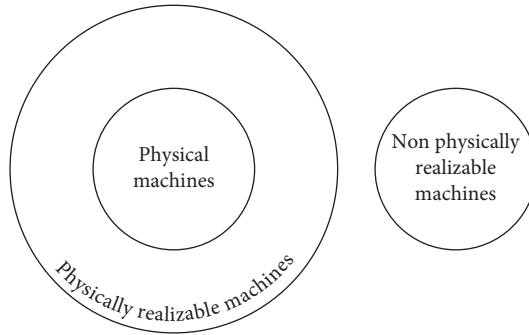 Physical
machines
Physically realizable machines
Non physically
realizable
machines